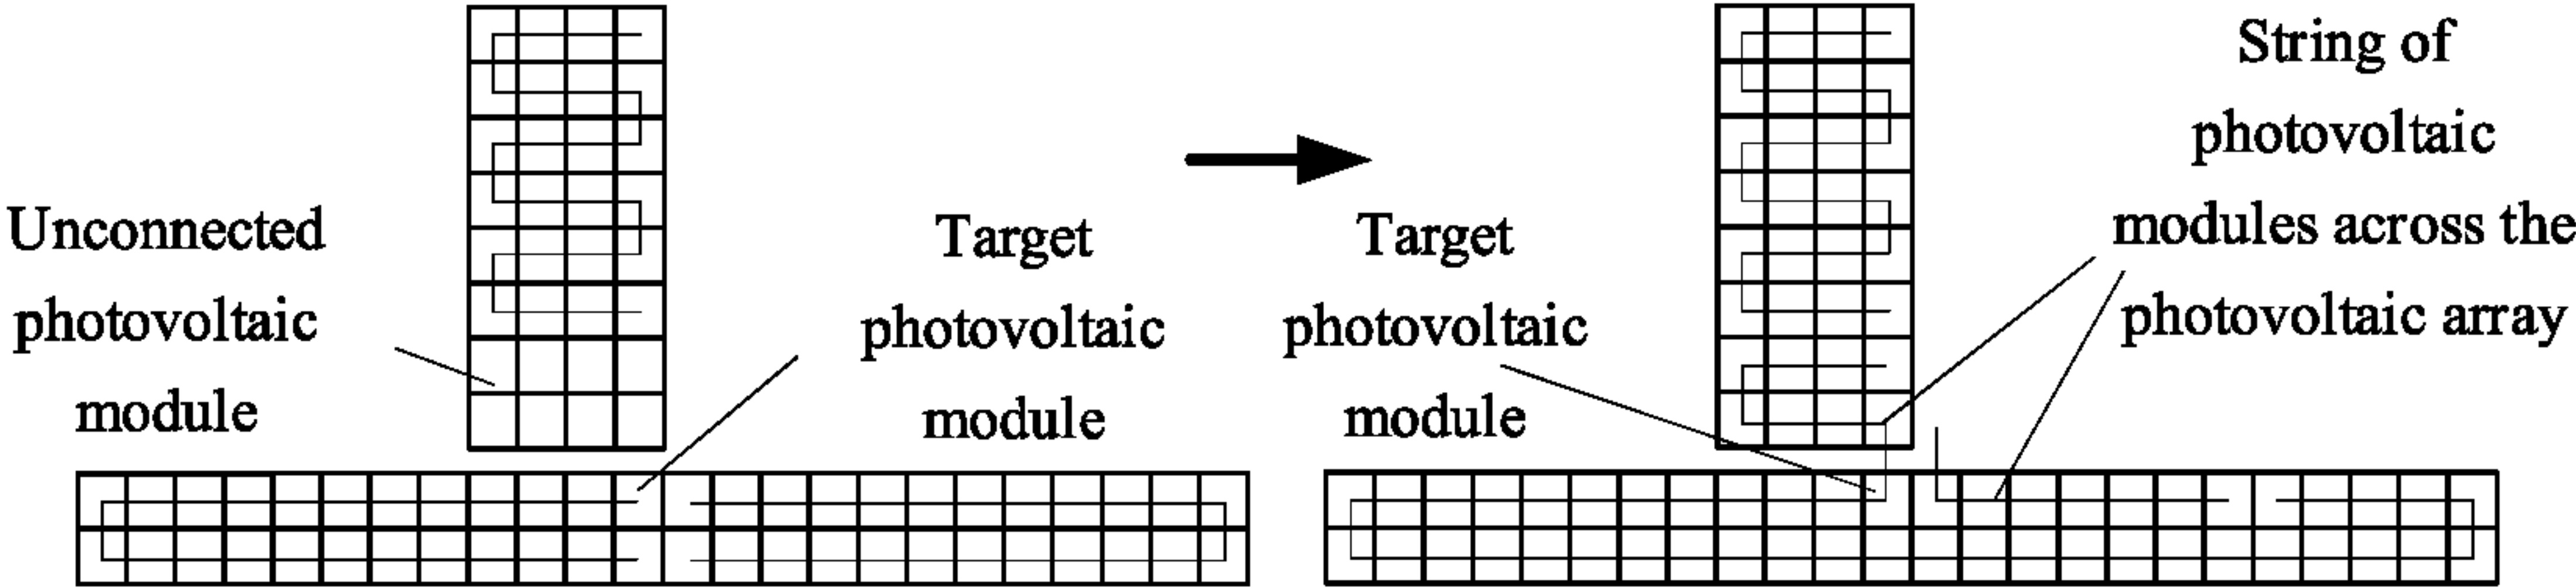 Unconnected
photovoltaic
module
Target
photovoltaic
module
Target
photovoltaic
module
String of
photovoltaic
modules across the
photovoltaic array